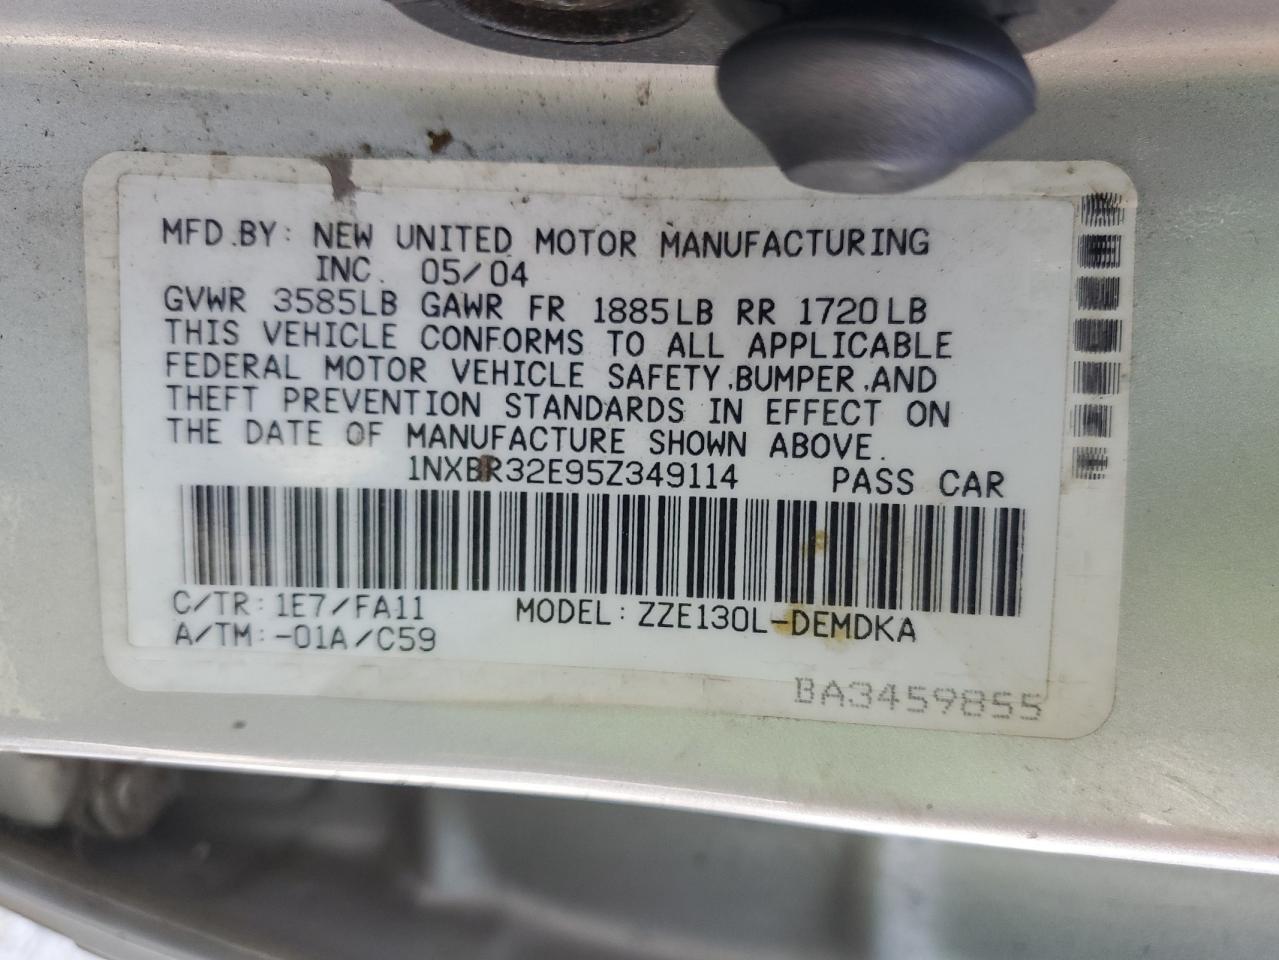 MFD.BY: NEW UNITED MOTOR MANUFACTURING
INC. 05/04
GVWR 3585LB GAWR FR 1885LB RR 1720LB
THIS VEHICLE CONFORMS TO ALL APPLICABLE
FEDERAL MOTOR VEHICLE SAFETY,BUMPER,AND
THEFT PREVENTION STANDARDS IN EFFECT ON
THE DATE OF MANUFACTURE SHOWN ABOVE.
1NXBR32E95Z349114 PASS CAR
C/TR: 1E7/FA11 MODEL: ZZE130L-DEMDKA
A/TM: -01A/C59
BA3459855